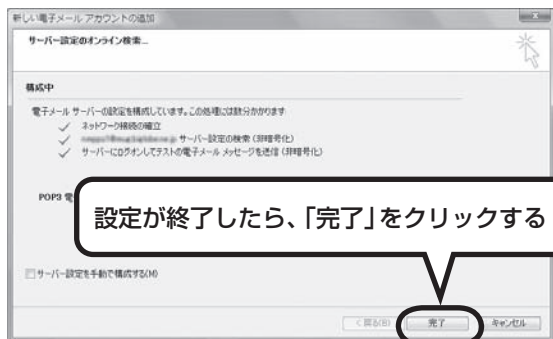 新しい電子メール アカウントの追加
サーバー設定のオンライン検索...
構成中
電子メール サーバーの設定を構成しています。この処理には数分かかります
✓ ネットワーク接続の確立
✓ サーバー設定の検索 (非暗号化)
✓ サーバーにログオンしてテストの電子メール メッセージを送信 (非暗号化)
POP3 電
設定が終了したら、「完了」をクリックする
サーバー設定を手動で構成する(M)
< 戻る(B)
完了
キャンセル